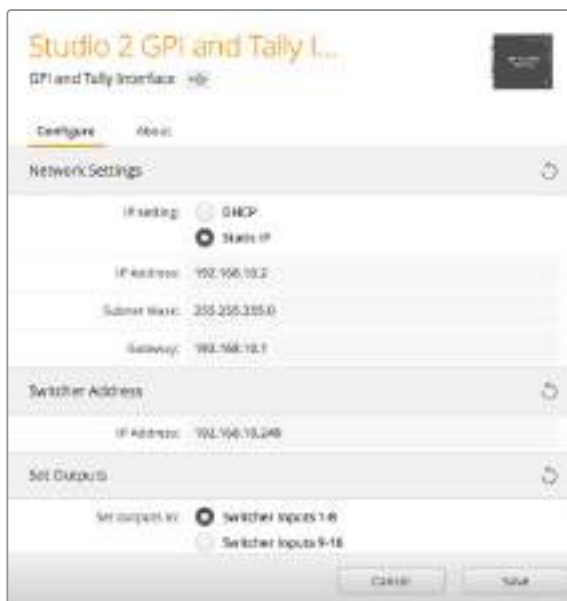 Studio 2 GPI and Tally I...
GPI and Tally Interface
Configure About
Network Settings
IP setting: DHCP
Static IP
IP Address: 192.168.10.2
Subnet Mask: 255.255.255.0
Gateway: 192.168.10.1
Switcher Address
IP Address: 192.168.10.240
Set Outputs
Set outputs to: Switcher Inputs 1-8
Switcher Inputs 9-16
Cancel Save